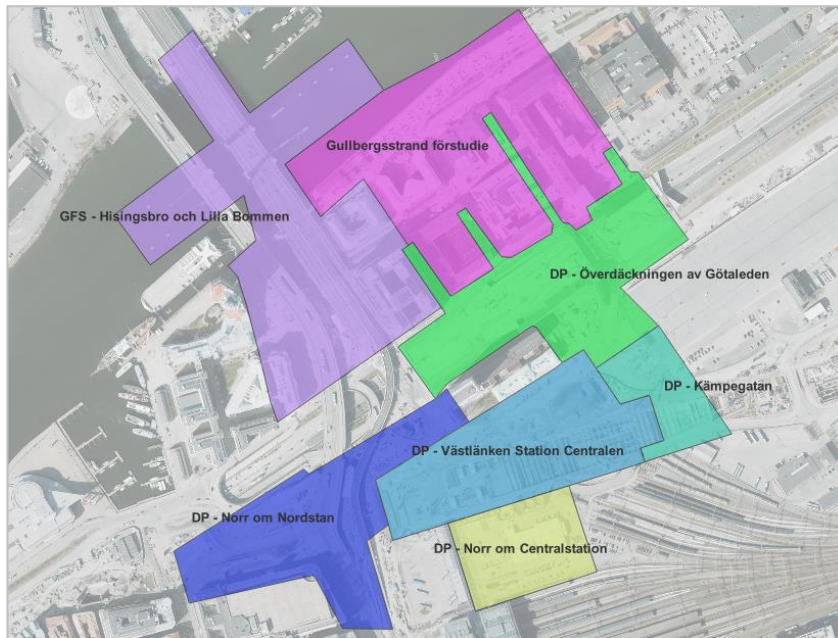 Gullbergsstrand förstudie
GFS - Hisingsbro och Lilla Bommen
DP - Överdäckningen av Götaleden
DP - Kämpegatan
DP - Västlänken Station Centralen
DP - Norr om Nordstan
DP - Norr om Centralstation